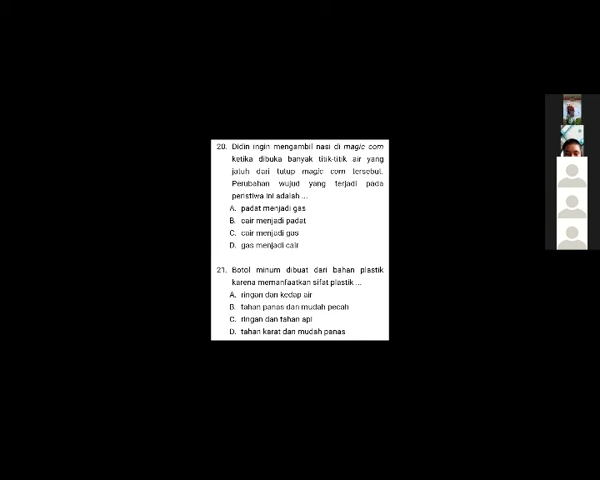 20. Didin ingin mengambil nasi di magic com
ketika dibuka banyak titik-titik air yang
jatuh dari tutup magic com tersebut.
Perubahan wujud yang terjadi pada
peristiwa ini adalah ...
A. padat menjadi gas
B. cair menjadi padat
C. cair menjadi gas
D. gas menjadi cair
21. Botol minum dibuat dari bahan plastik
karena memanfaatkan sifat plastik ...
A. ringan dan kedap air
B. tahan panas dan mudah pecah
C. ringan dan tahan api
D. tahan karat dan mudah panas